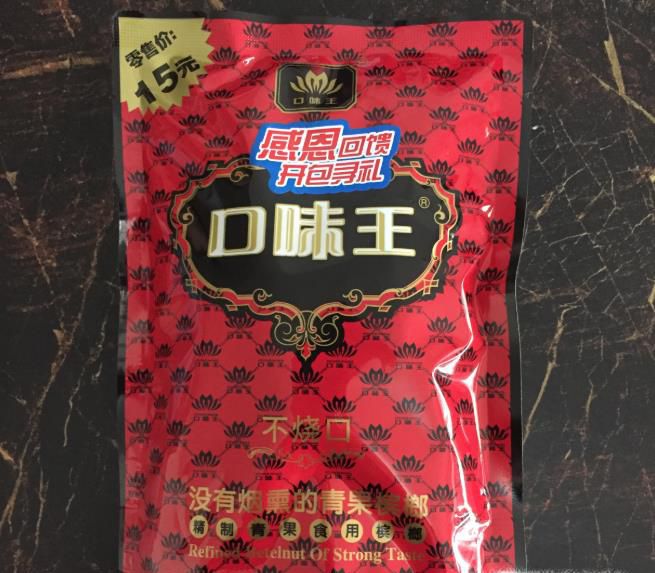 零售价:
15元
口味王
感恩回馈
开包寻礼
口味王®
不烧口
没有烟熏的青果槟榔
精制青果食用槟榔
Refined Betelnut Of Strong Taste